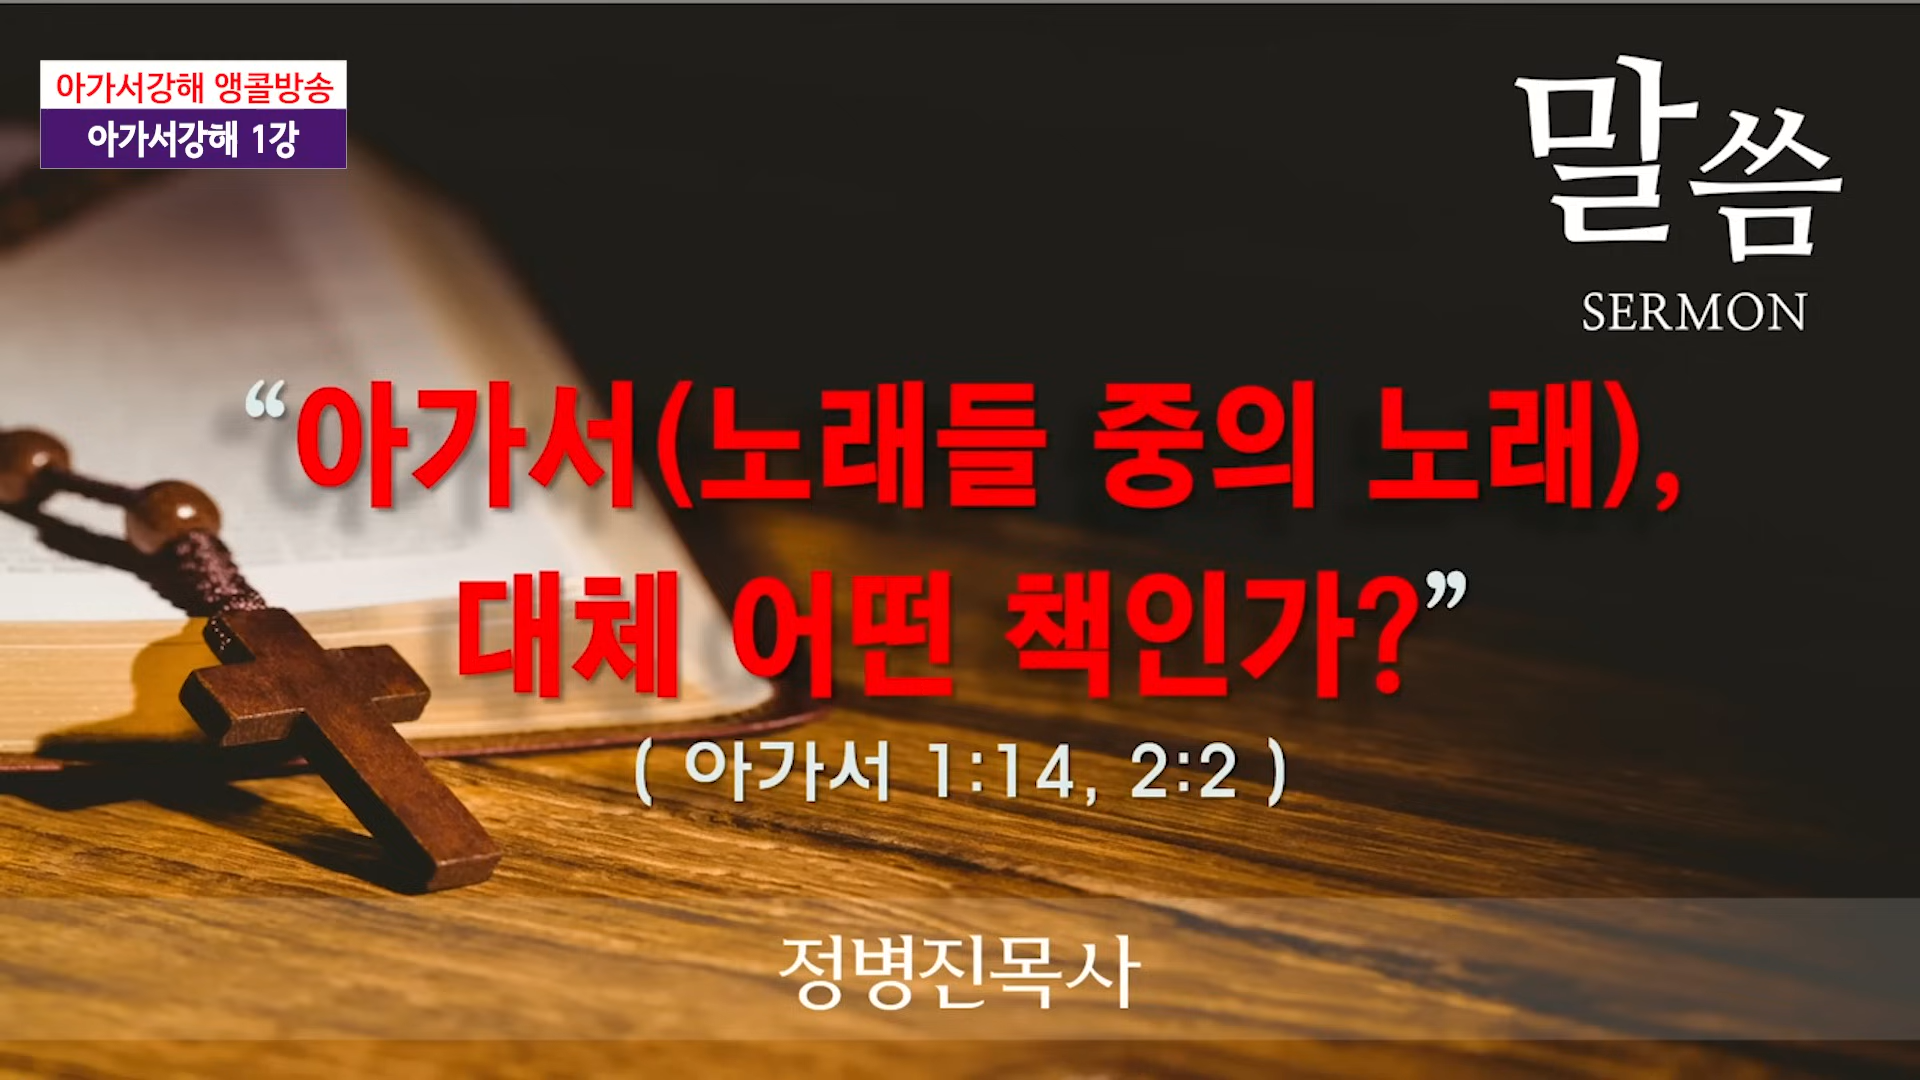 아가서강해 앵콜방송
아가서강해 1강
말씀
SERMON
“아가서(노래들 중의 노래),
대체 어떤 책인가?”
( 아가서 1:14, 2:2 )
정병진목사